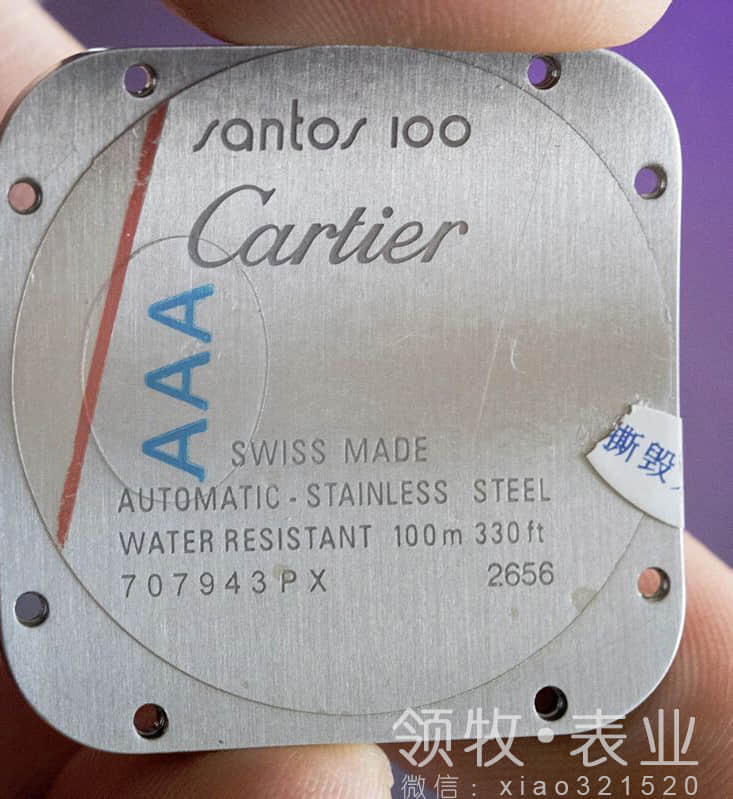 santos 100
Cartier
AAA
SWISS MADE
AUTOMATIC - STAINLESS STEEL
WATER RESISTANT 100m 330ft
707943PX 2656
撕毁
领牧·表业
微信：xiao321520